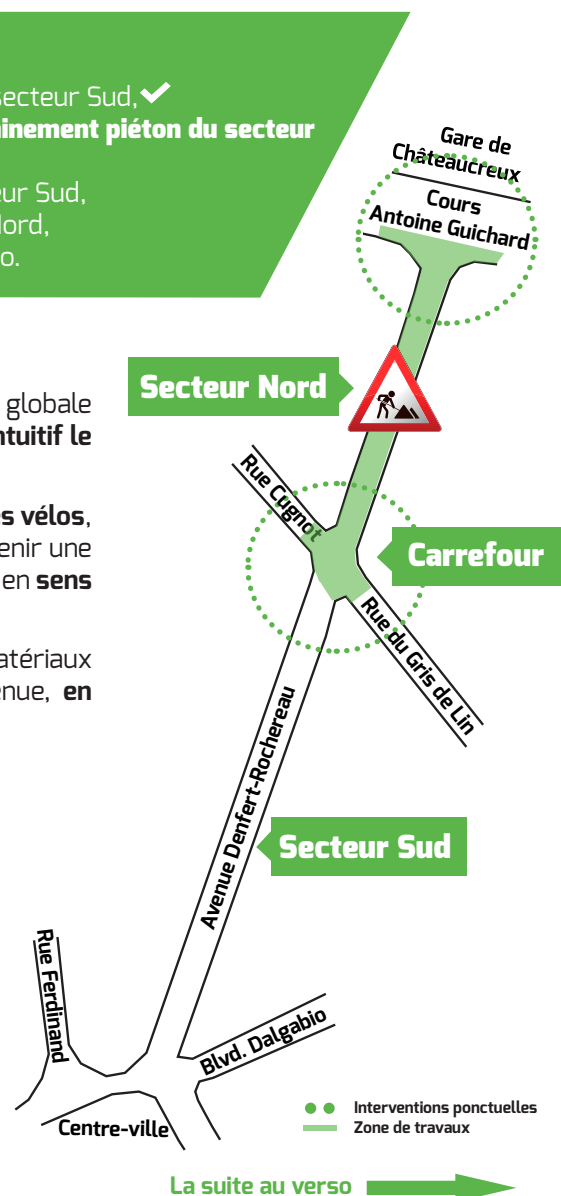 secteur Sud,
inement piéton du secteur
eur Sud,
Nord,
o.
globale
ntuitif le
s vélos,
enir une
en sens
atériaux
enue, en
Gare de
Châteaucreux
Cours
Antoine Guichard
Secteur Nord
Rue Cugnot
Carrefour
Rue du Gris de Lin
Avenue Denfert-Rochereau
Secteur Sud
Rue Ferdinand
Blvd. Dalgabio
Centre-ville
Interventions ponctuelles
Zone de travaux
La suite au verso